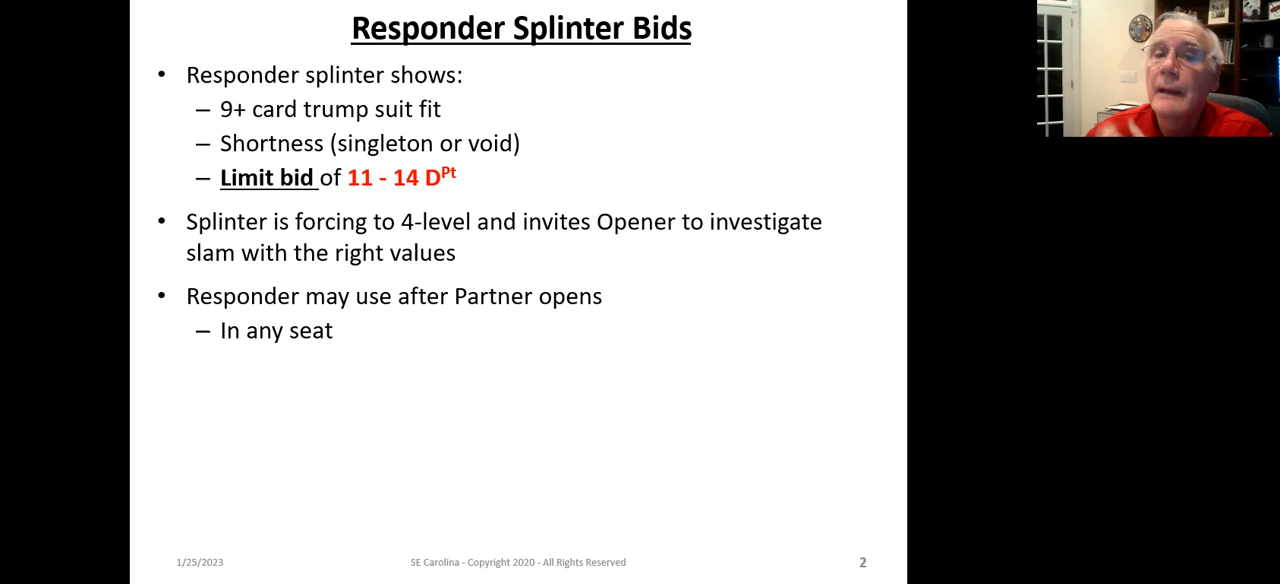 Responder Splinter Bids
• Responder splinter shows:
– 9+ card trump suit fit
– Shortness (singleton or void)
– Limit bid of 11 - 14 DPt
• Splinter is forcing to 4-level and invites Opener to investigate
slam with the right values
• Responder may use after Partner opens
– In any seat
1/25/2023
SE Carolina - Copyright 2020 - All Rights Reserved
2